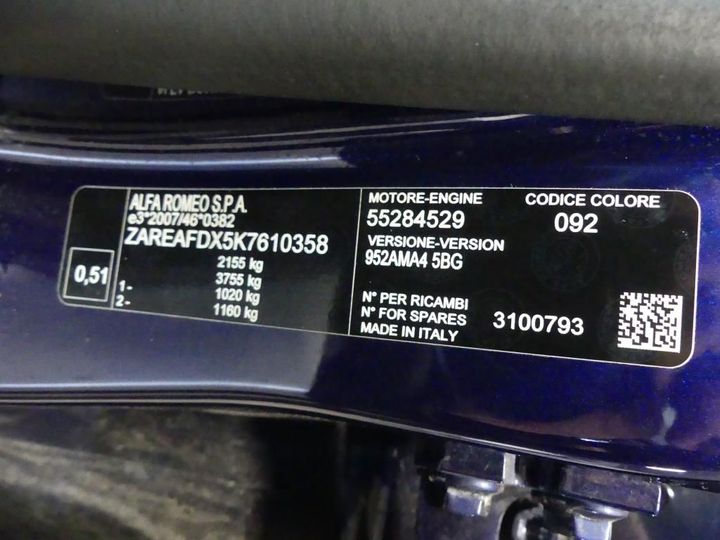 ALFA ROMEO S.P.A.
e3*2007/46*0382
ZAREAFDX5K7610358
2155 kg
3755 kg
1- 1020 kg
2- 1160 kg
0,51
MOTORE-ENGINE
55284529
VERSIONE-VERSION
952AMA4 5BG
CODICE COLORE
092
N° PER RICAMBI
N° FOR SPARES 3100793
MADE IN ITALY